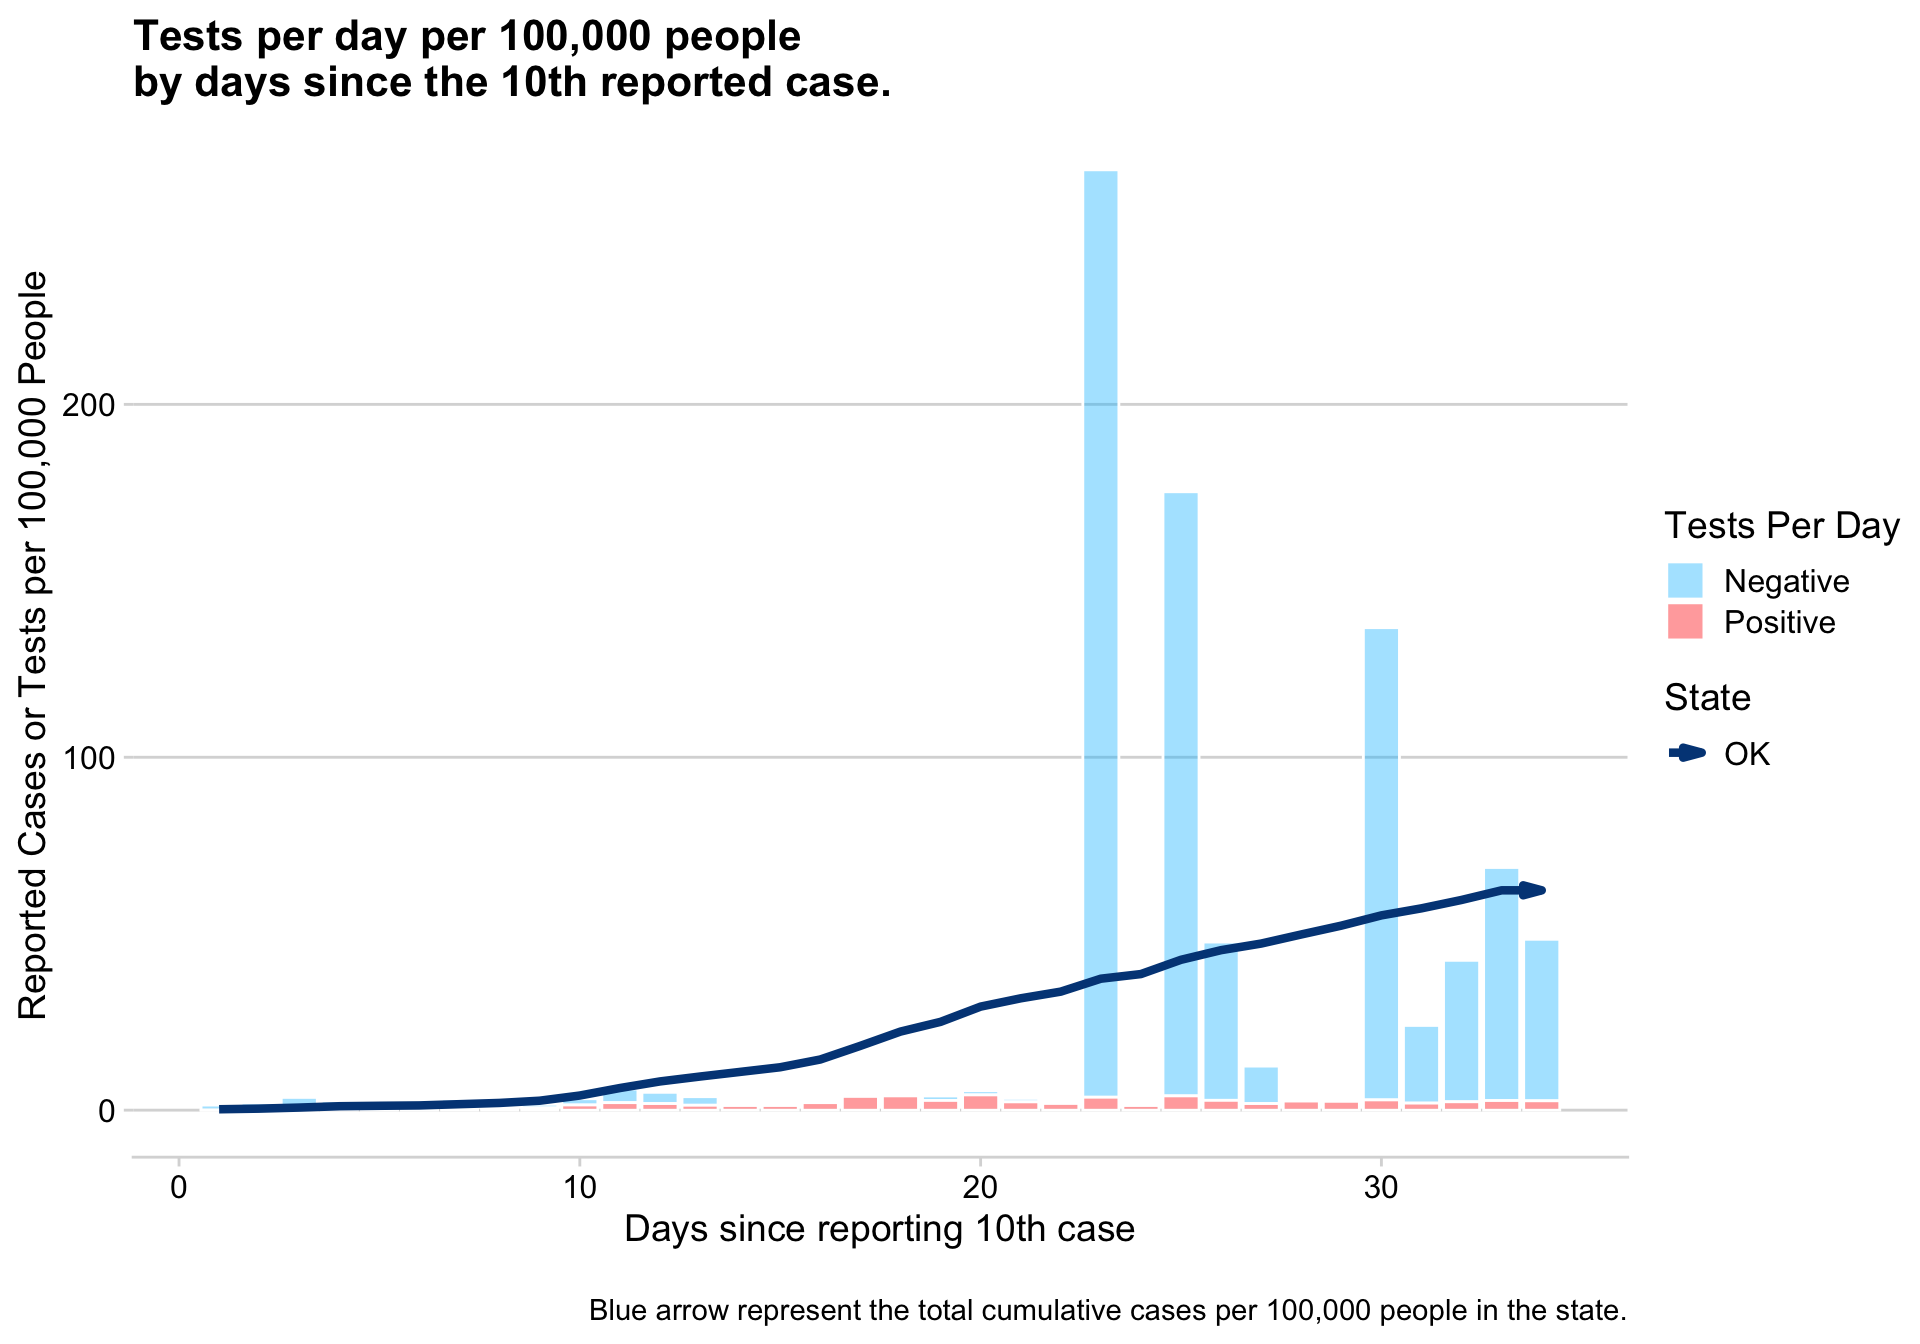 Tests per day per 100,000 people
by days since the 10th reported case.
Reported Cases or Tests per 100,000 People
200
100
0
0
10
20
30
Days since reporting 10th case
Tests Per Day
Negative
Positive
State
OK
Blue arrow represent the total cumulative cases per 100,000 people in the state.